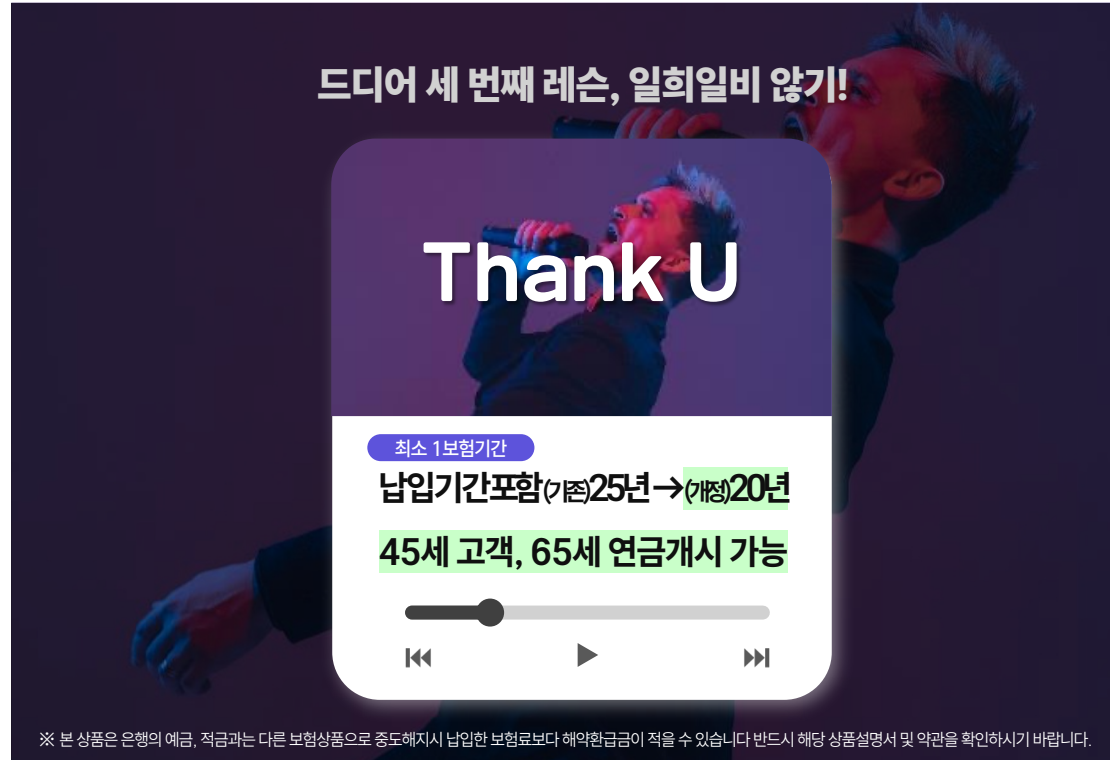 드디어 세 번째 레슨, 일희일비 않기!
Thank U
최소 1보험기간
납입기간포함(기존)25년→(개정)20년
45세 고객, 65세 연금개시 가능
※ 본 상품은 은행의 예금, 적금과는 다른 보험상품으로 중도해지시 납입한 보험료보다 해약환급금이 적을 수 있습니다 반드시 해당 상품설명서 및 약관을 확인하시기 바랍니다.